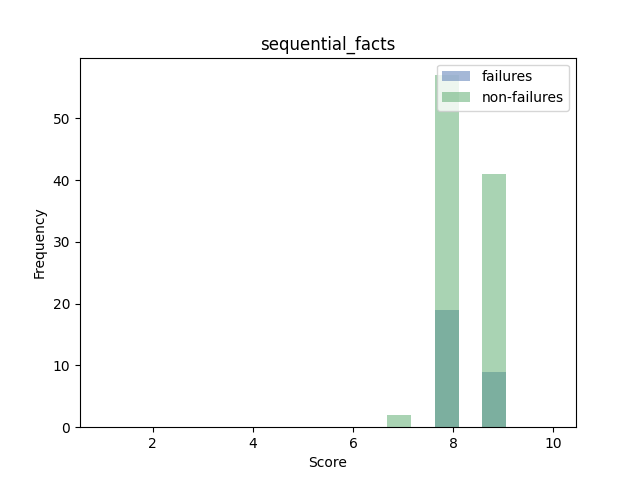 sequential_facts
failures
non-failures
Frequency
50
40
30
20
10
0
2 4 6 8 10
Score